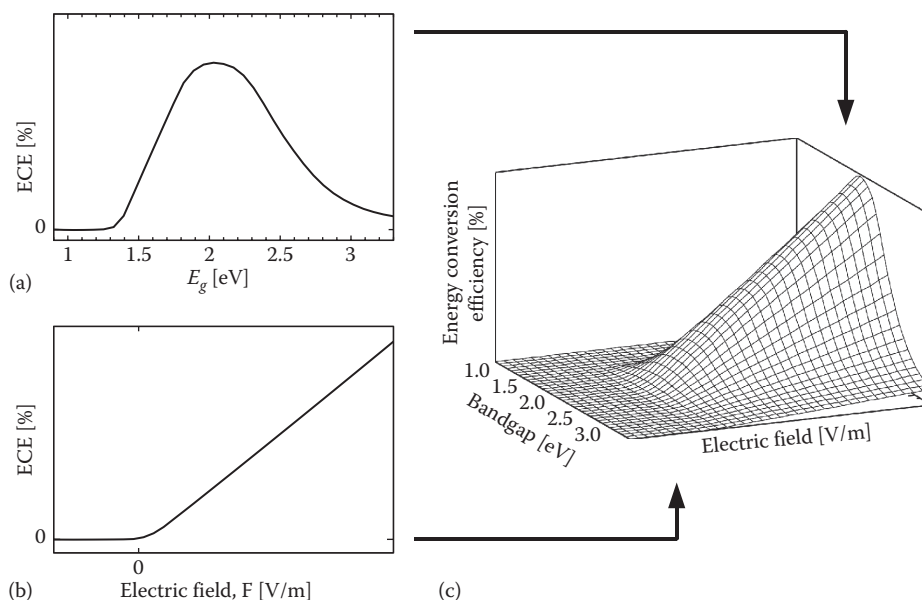 ECE [%]
0
1 1.5 2 2.5 3
E_g [eV]
(a)
ECE [%]
0
0
Electric field, F [V/m]
(b)
Energy conversion
efficiency [%]
1.0
1.5
2.0
2.5
3.0
Bandgap [eV]
Electric field [V/m]
(c)